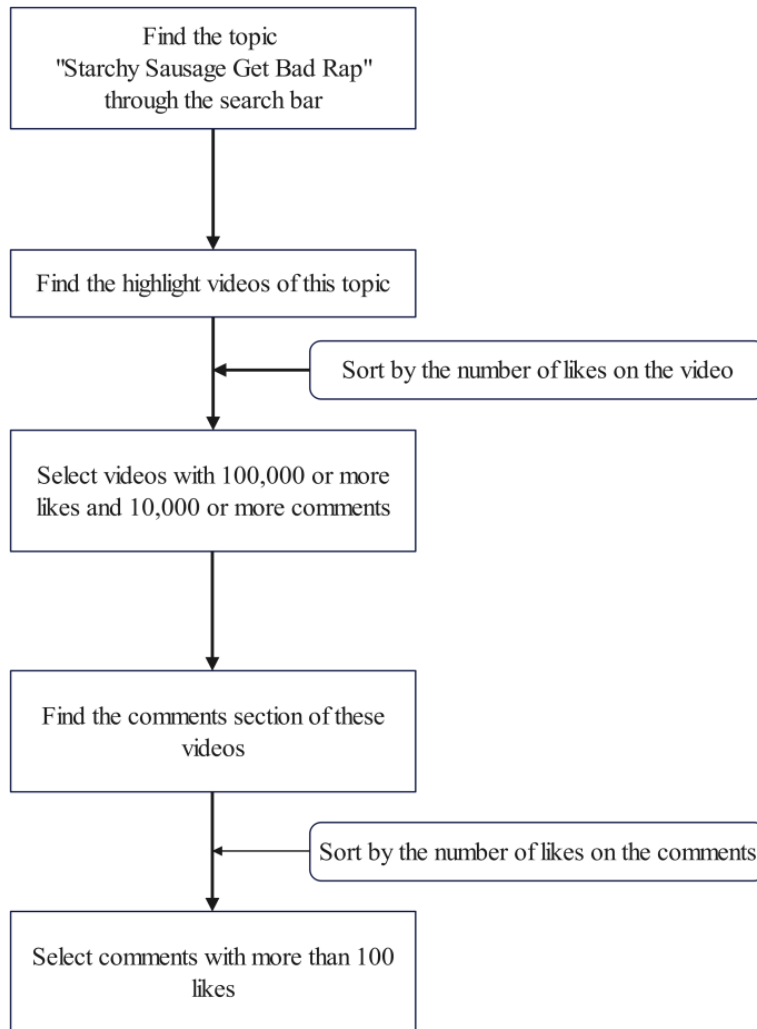 Find the topic
"Starchy Sausage Get Bad Rap"
through the search bar
Find the highlight videos of this topic
Sort by the number of likes on the video
Select videos with 100,000 or more
likes and 10,000 or more comments
Find the comments section of these
videos
Sort by the number of likes on the comments
Select comments with more than 100
likes